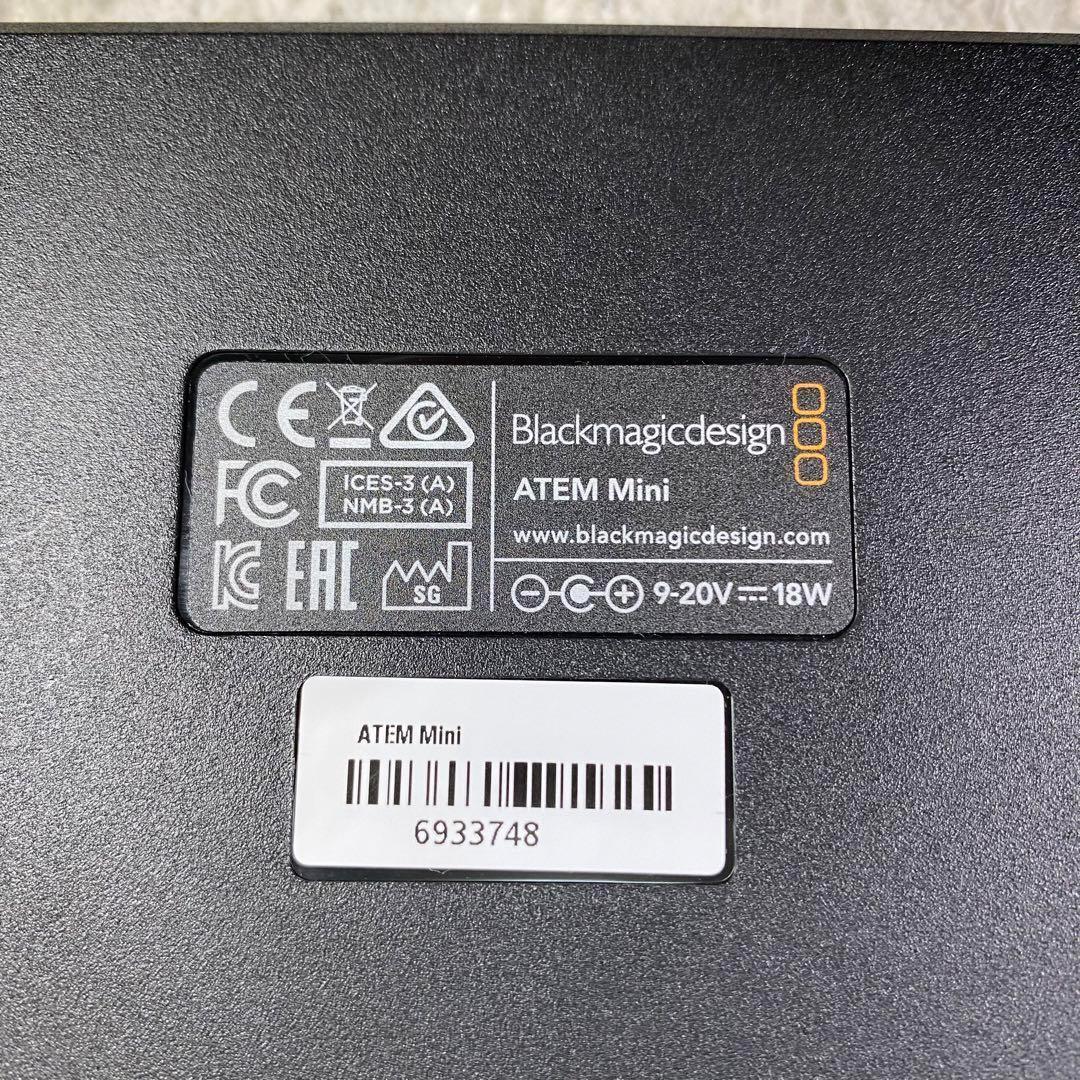 CE
FC
ICES-3 (A)
NMB-3 (A)
EAC
SG
Blackmagicdesign
ATEM Mini
www.blackmagicdesign.com
9-20V⎓18W
ATEM Mini
6933748